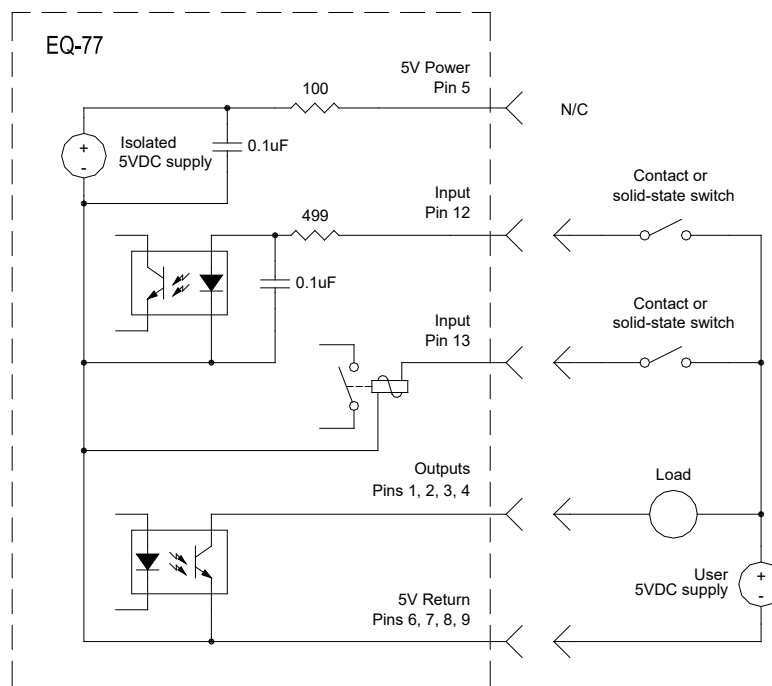 EQ-77
5V Power
Pin 5
100
N/C
+
-
Isolated
5VDC supply
0.1uF
Input
Pin 12
Contact or
solid-state switch
499
0.1uF
Input
Pin 13
Contact or
solid-state switch
Outputs
Pins 1, 2, 3, 4
Load
User
5VDC supply
+
-
5V Return
Pins 6, 7, 8, 9